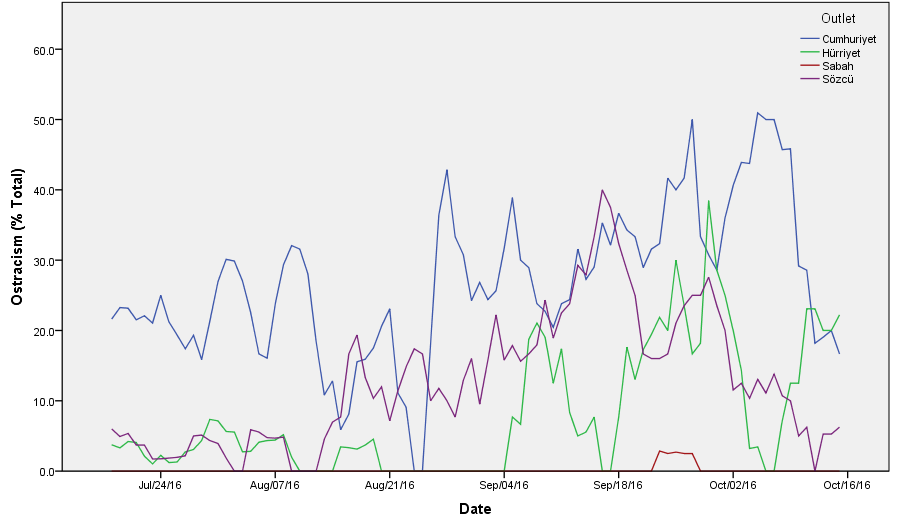 Outlet
Cumhuriyet
Hürriyet
Sabah
Sözcü
Ostracism (% Total)
60.0
50.0
40.0
30.0
20.0
10.0
0.0
Jul/24/16 Aug/07/16 Aug/21/16 Sep/04/16 Sep/18/16 Oct/02/16 Oct/16/16
Date